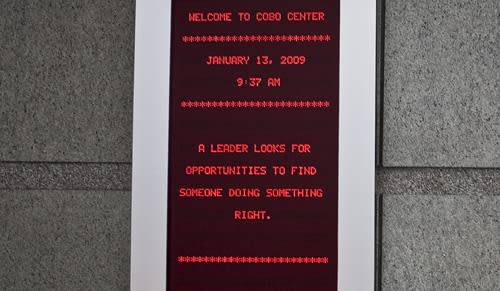 WELCOME TO COBO CENTER
********************
JANUARY 13, 2009
9:37 AM
********************
A LEADER LOOKS FOR
OPPORTUNITIES TO FIND
SOMEONE DOING SOMETHING
RIGHT.
********************